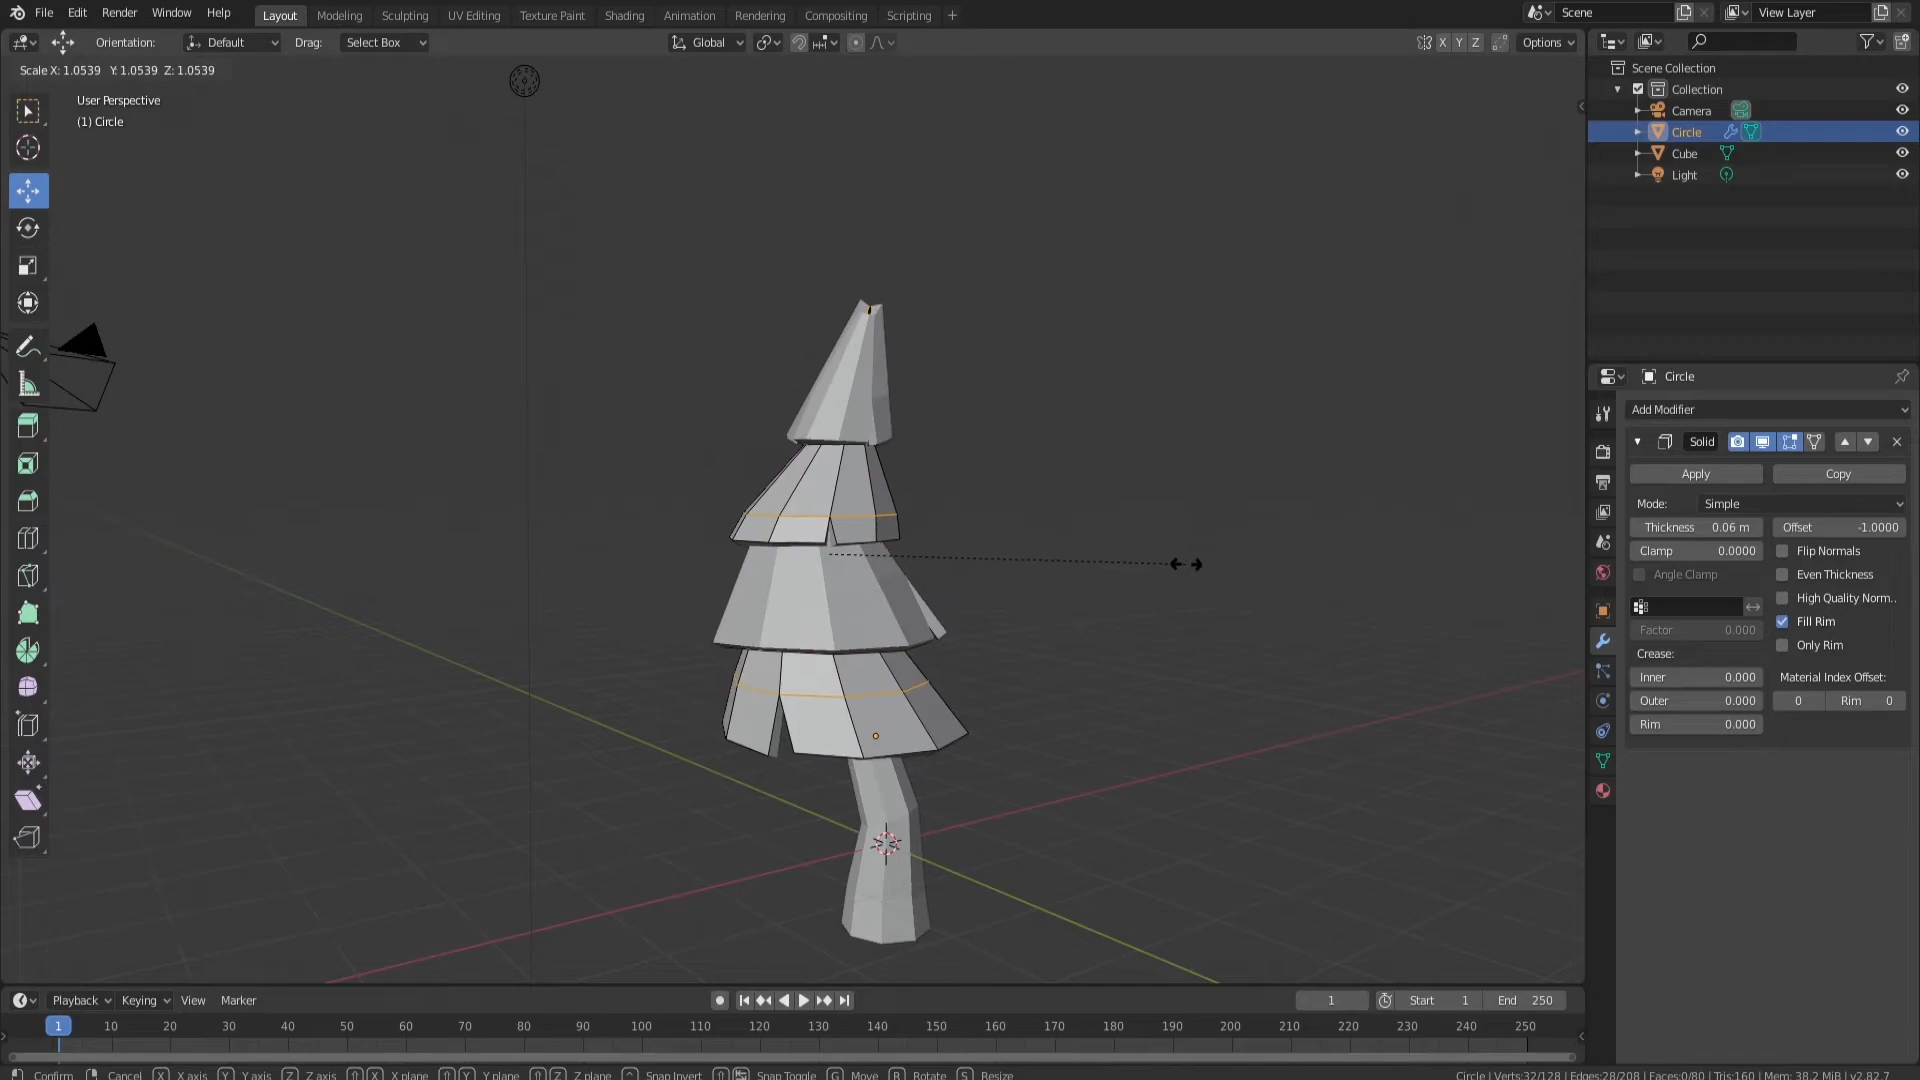 File Edit Render Window Help Layout Modeling Sculpting UV Editing Texture Paint Shading Animation Rendering Compositing Scripting + Scene View Layer
Orientation: Default Drag: Select Box Global X Y Z Options
Scale X: 1.0539 Y: 1.0539 Z: 1.0539
User Perspective
(1) Circle
Scene Collection
Collection
Camera
Circle
Cube
Light
Circle
Add Modifier
Solid
Apply Copy
Mode: Simple
Thickness 0.06 m Offset -1.0000
Clamp 0.0000 Flip Normals
Angle Clamp Even Thickness
High Quality Norm..
Fill Rim
Factor 0.000
Only Rim
Crease:
Inner 0.000 Material Index Offset:
Outer 0.000 0 Rim 0
Rim 0.000
Playback Keying View Marker 1 Start 1 End 250
1 10 20 30 40 50 60 70 80 90 100 110 120 130 140 150 160 170 180 190 200 210 220 230 240 250
Confirm Cancel X X axis Y Y axis Z Z axis X X plane Y Y plane Z Z plane Snap Invert Snap Toggle G Move R Rotate S Resize Circle | Verts:32/128 | Edges:28/208 | Faces:0/80 | Tris:160 | Mem: 38.2 MiB | v2.82.7